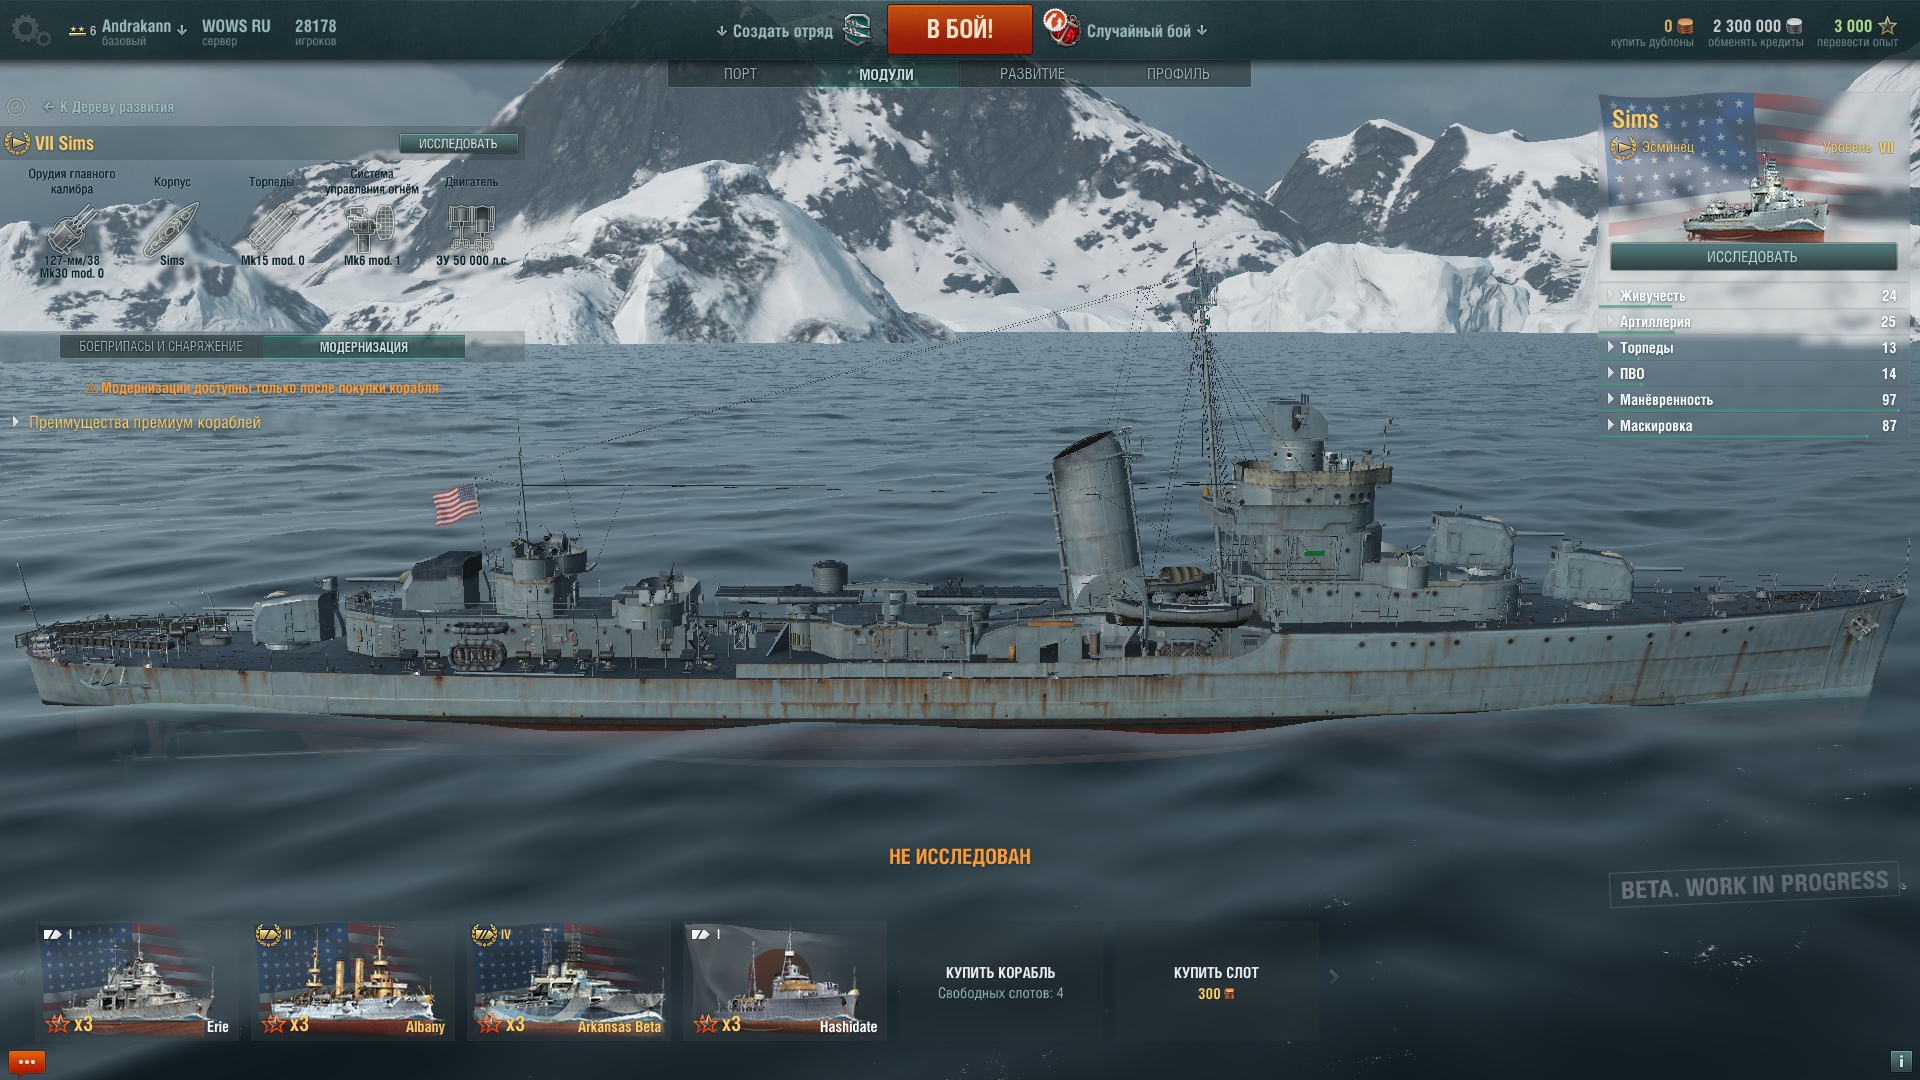 6 Andrakann
базовый
WOWS RU
сервер
28178
игроков
Создать отряд
В БОЙ!
Случайный бой
0
купить дублоны
2 300 000
обменять кредиты
3 000
перевести опыт
ПОРТ
МОДУЛИ
РАЗВИТИЕ
ПРОФИЛЬ
К Дереву развития
VII Sims
ИССЛЕДОВАТЬ
Орудия главного
калибра
Корпус
Торпеды
Система
управления огнём
Двигатель
127-мм/38
Mk30 mod. 0
Sims
Mk15 mod. 0
Mk6 mod. 1
ЭУ 50 000 л.с.
БОЕПРИПАСЫ И СНАРЯЖЕНИЕ
МОДЕРНИЗАЦИЯ
Модернизации доступны только после покупки корабля
Преимущества премиум кораблей
Sims
Эсминец
Уровень VII
ИССЛЕДОВАТЬ
Живучесть 24
Артиллерия 25
Торпеды 13
ПВО 14
Манёвренность 97
Маскировка 87
НЕ ИССЛЕДОВАН
BETA. WORK IN PROGRESS
I
x3
Erie
II
x3
Albany
IV
x3
Arkansas Beta
I
x3
Hashidate
КУПИТЬ КОРАБЛЬ
Свободных слотов: 4
КУПИТЬ СЛОТ
300